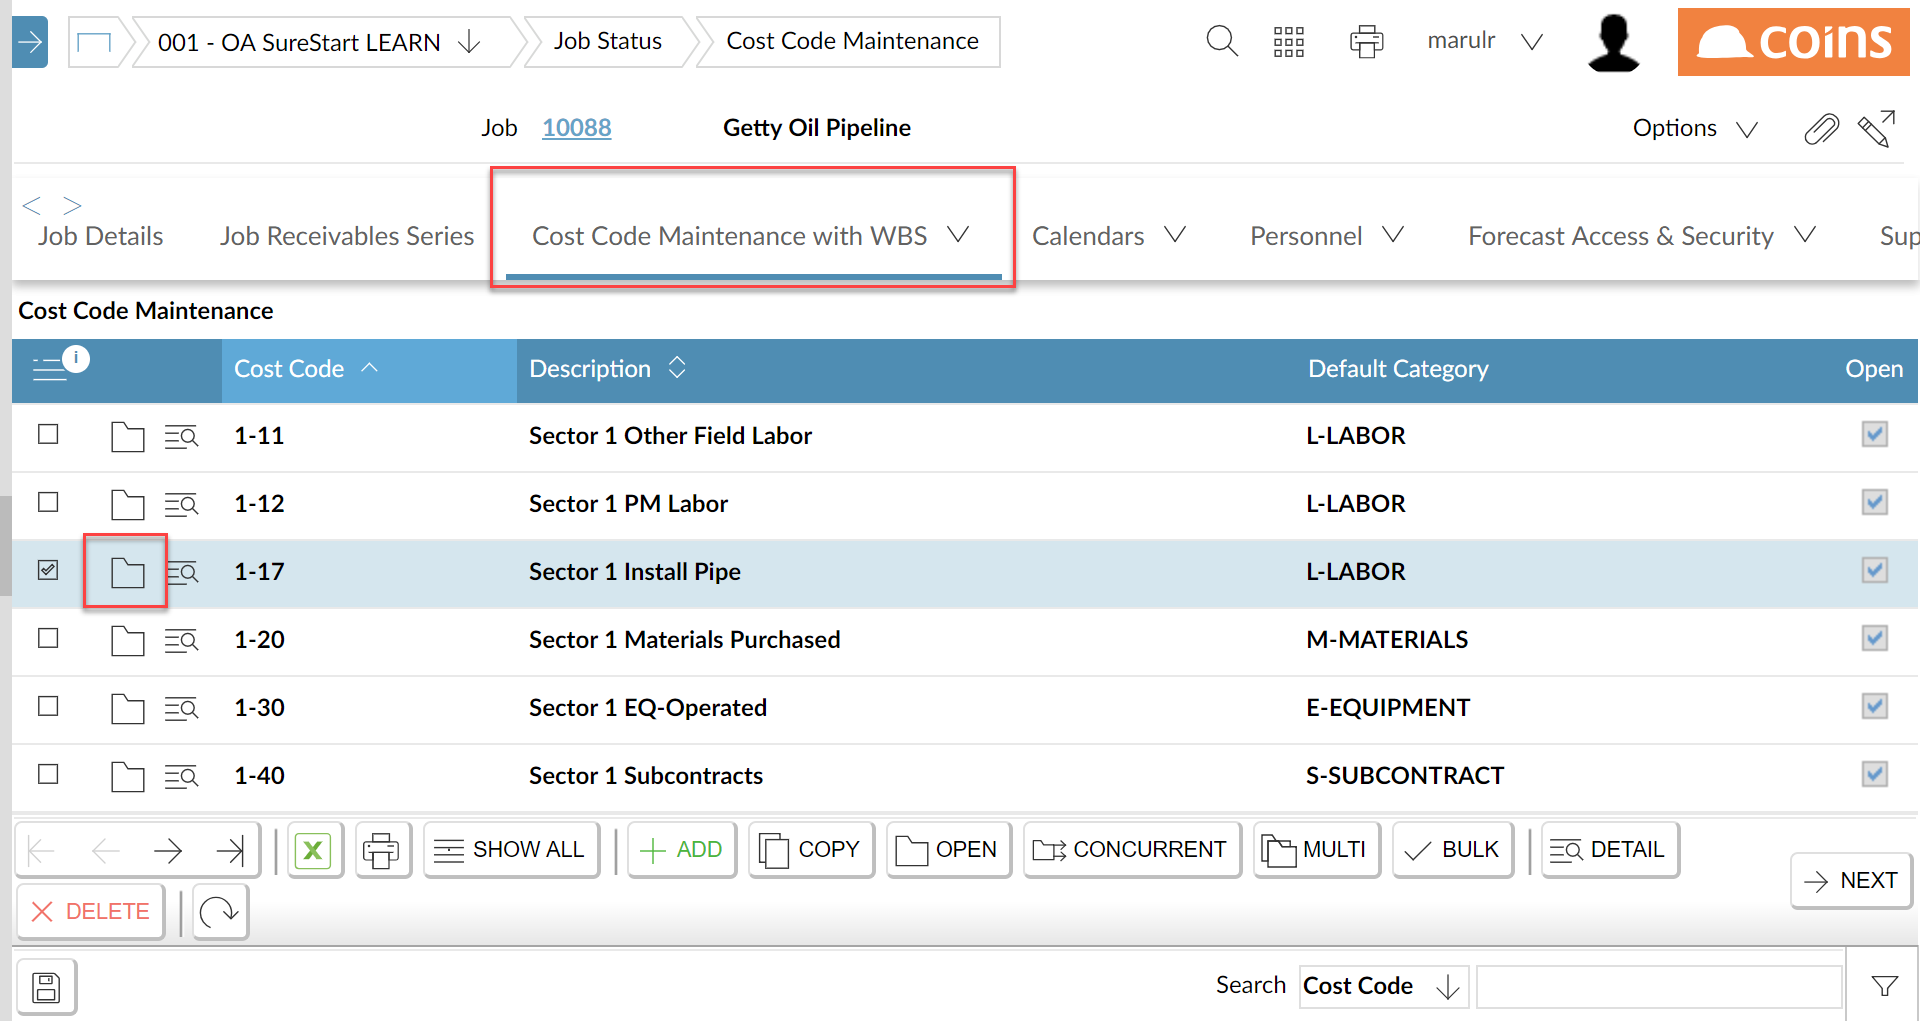 001 - OA SureStart LEARN
Job Status
Cost Code Maintenance
marulr
coins
Job 10088 Getty Oil Pipeline
Options
< >
Job Details
Job Receivables Series
Cost Code Maintenance with WBS
Calendars
Personnel
Forecast Access & Security
Sup
Cost Code Maintenance
i
Cost Code Description Default Category Open
1-11 Sector 1 Other Field Labor L-LABOR
1-12 Sector 1 PM Labor L-LABOR
1-17 Sector 1 Install Pipe L-LABOR
1-20 Sector 1 Materials Purchased M-MATERIALS
1-30 Sector 1 EQ-Operated E-EQUIPMENT
1-40 Sector 1 Subcontracts S-SUBCONTRACT
X SHOW ALL ADD COPY OPEN CONCURRENT MULTI BULK DETAIL
NEXT
DELETE
Search Cost Code